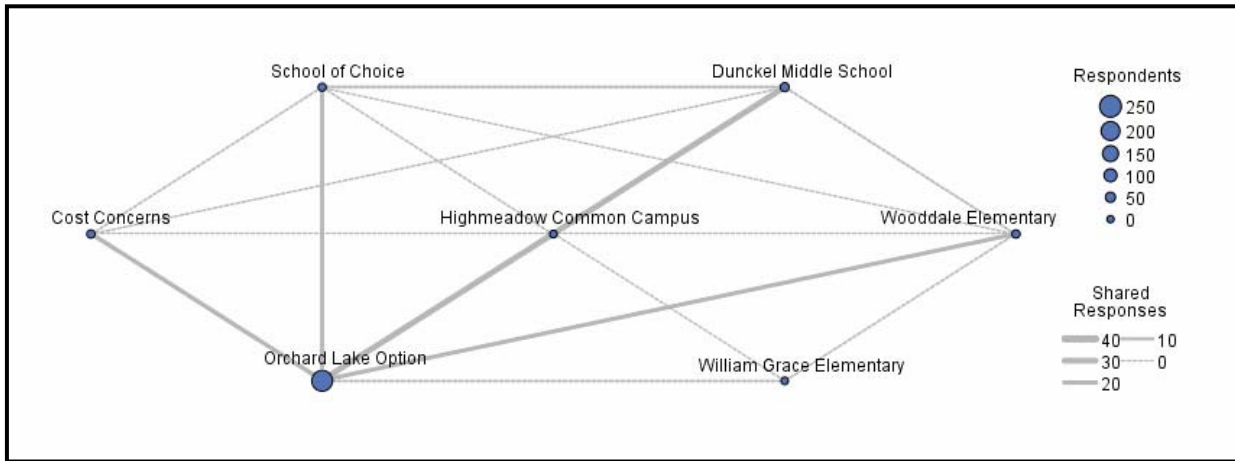 School of Choice
Dunckel Middle School
Cost Concerns
Highmeadow Common Campus
Wooddale Elementary
Orchard Lake Option
William Grace Elementary
Respondents
250
200
150
100
50
0
Shared
Responses
40 10
30 0
20